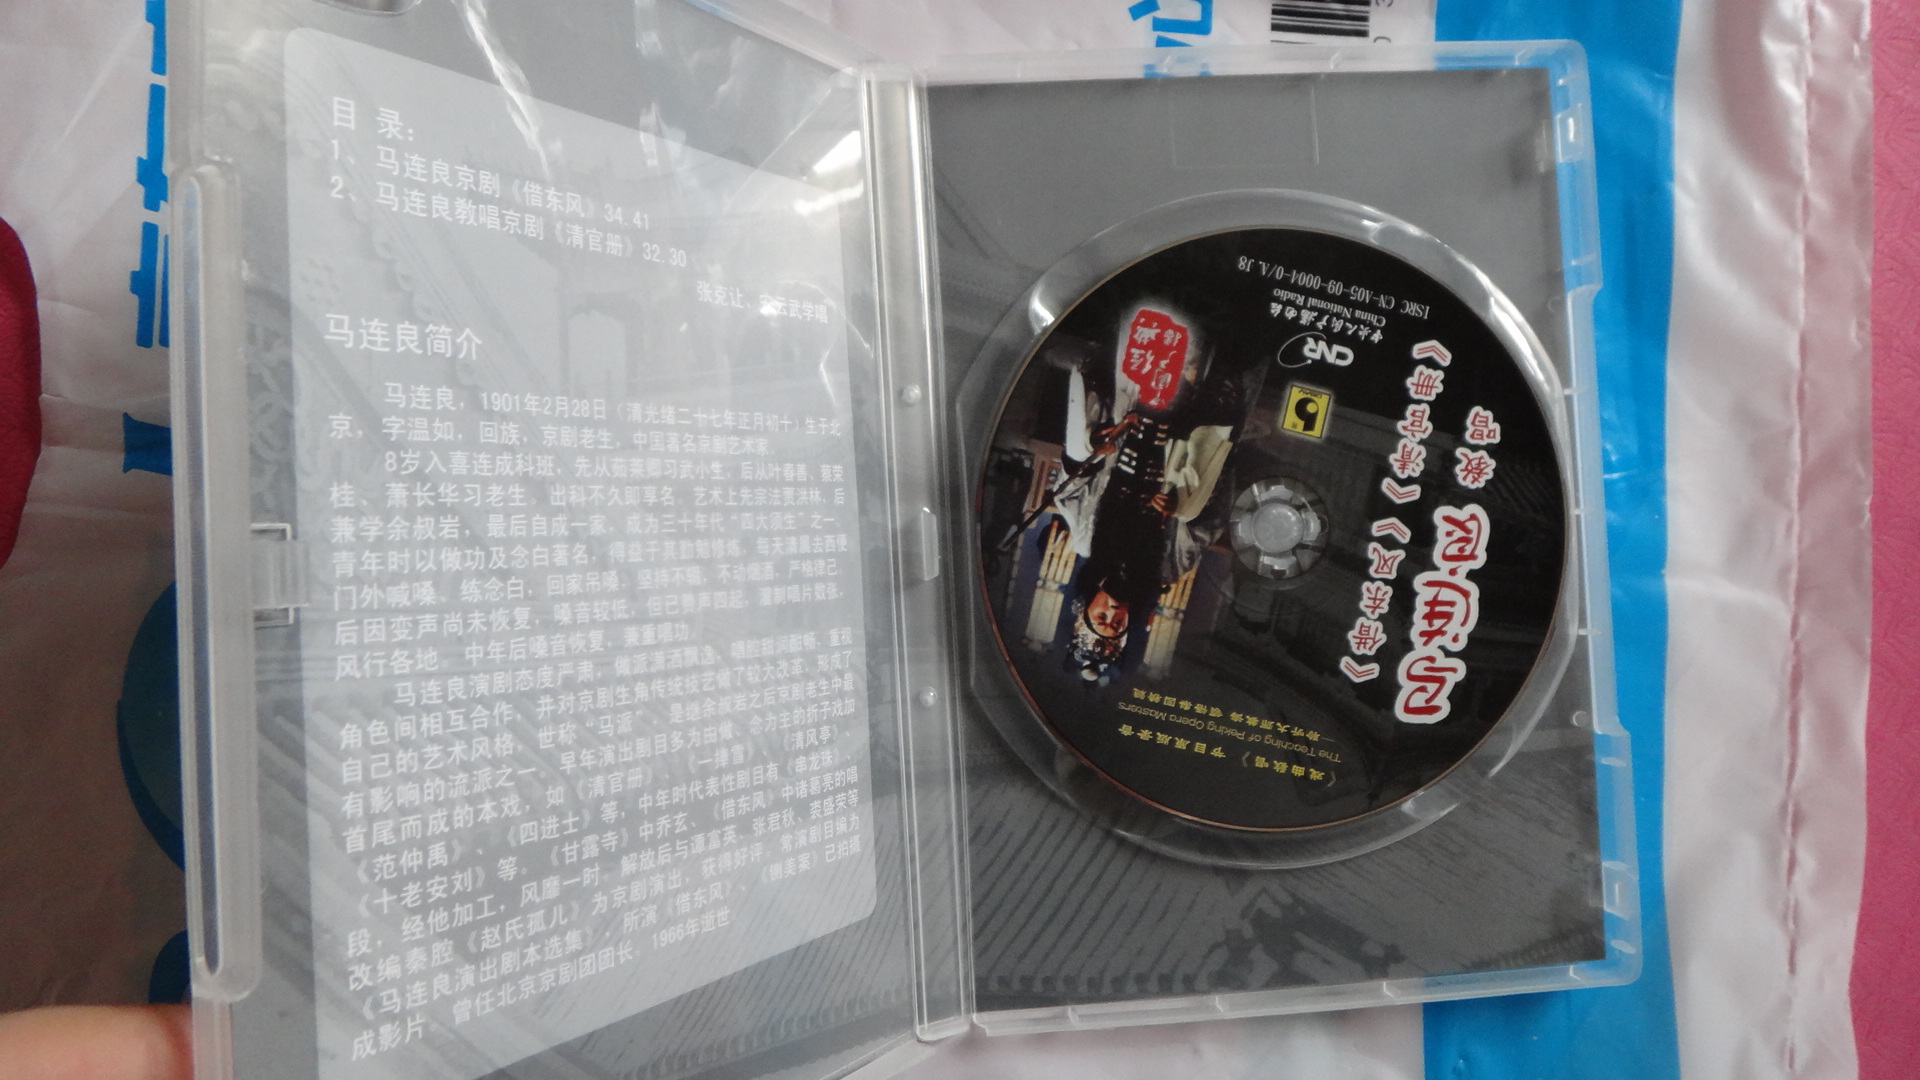 目 录:
1、马连良京剧《借东风》34.41
2、马连良教唱京剧《清官册》32.30
张克让、 云武学唱
马连良简介
马连良，1901年2月28日（清光绪二十七年正月初十）生于北
京，字温如，回族，京剧老生，中国著名京剧艺术家
8岁入喜连成科班，先从茹莱卿习武小生，后从叶春善、蔡荣
桂、萧长华习老生。出科不久即享名，艺术上先宗法贾洪林，后
兼学余叔岩，最后自成一家，成为三十年代“四大须生”之一。
青年时以做功及念白著名，得益于其勤勉修炼，每天清晨去西便
门外喊嗓、练念白，回家吊嗓，坚持不辍，不动烟酒，严格律己。
后因变声尚未恢复，嗓音较低，但已誉声四起，灌制唱片数张，
风行各地。中年后嗓音恢复，兼重唱功。
马连良演剧态度严肃，做派潇洒飘逸，唱腔甜润酣畅，重视
角色间相互合作，并对京剧生角传统技艺做了较大改革，形成了
自己的艺术风格，世称“马派”，是继余叔岩之后京剧老生中最
有影响的流派之一。早年演出剧目多为由做、念为主的折子戏加
首尾而成的本戏，如《清官册》、《一捧雪》、《清风亭》、
《范仲禹》、《四进士》等，中年时代表性剧目有《串龙珠》、
《十老安刘》等。《甘露寺》中乔玄、《借东风》中诸葛亮的唱
段，经他加工，风靡一时。解放后与谭富英、张君秋、裘盛荣等
改编秦腔《赵氏孤儿》为京剧演出，获得好评。常演剧目编为
《马连良演出剧本选集》，所演《借东风》、《铡美案》已拍摄
成影片。曾任北京京剧团团长。1966年逝世
《戏曲教唱》节目原版录音
The Teaching of Peking Opera Masters
——聆听大师教诲 领悟泰国精髓
马连良 教唱
《借东风》《清官册》
CNR
中央人民广播电台
China National Radio
ISRC CN-A05-09-0004-0/A.J8